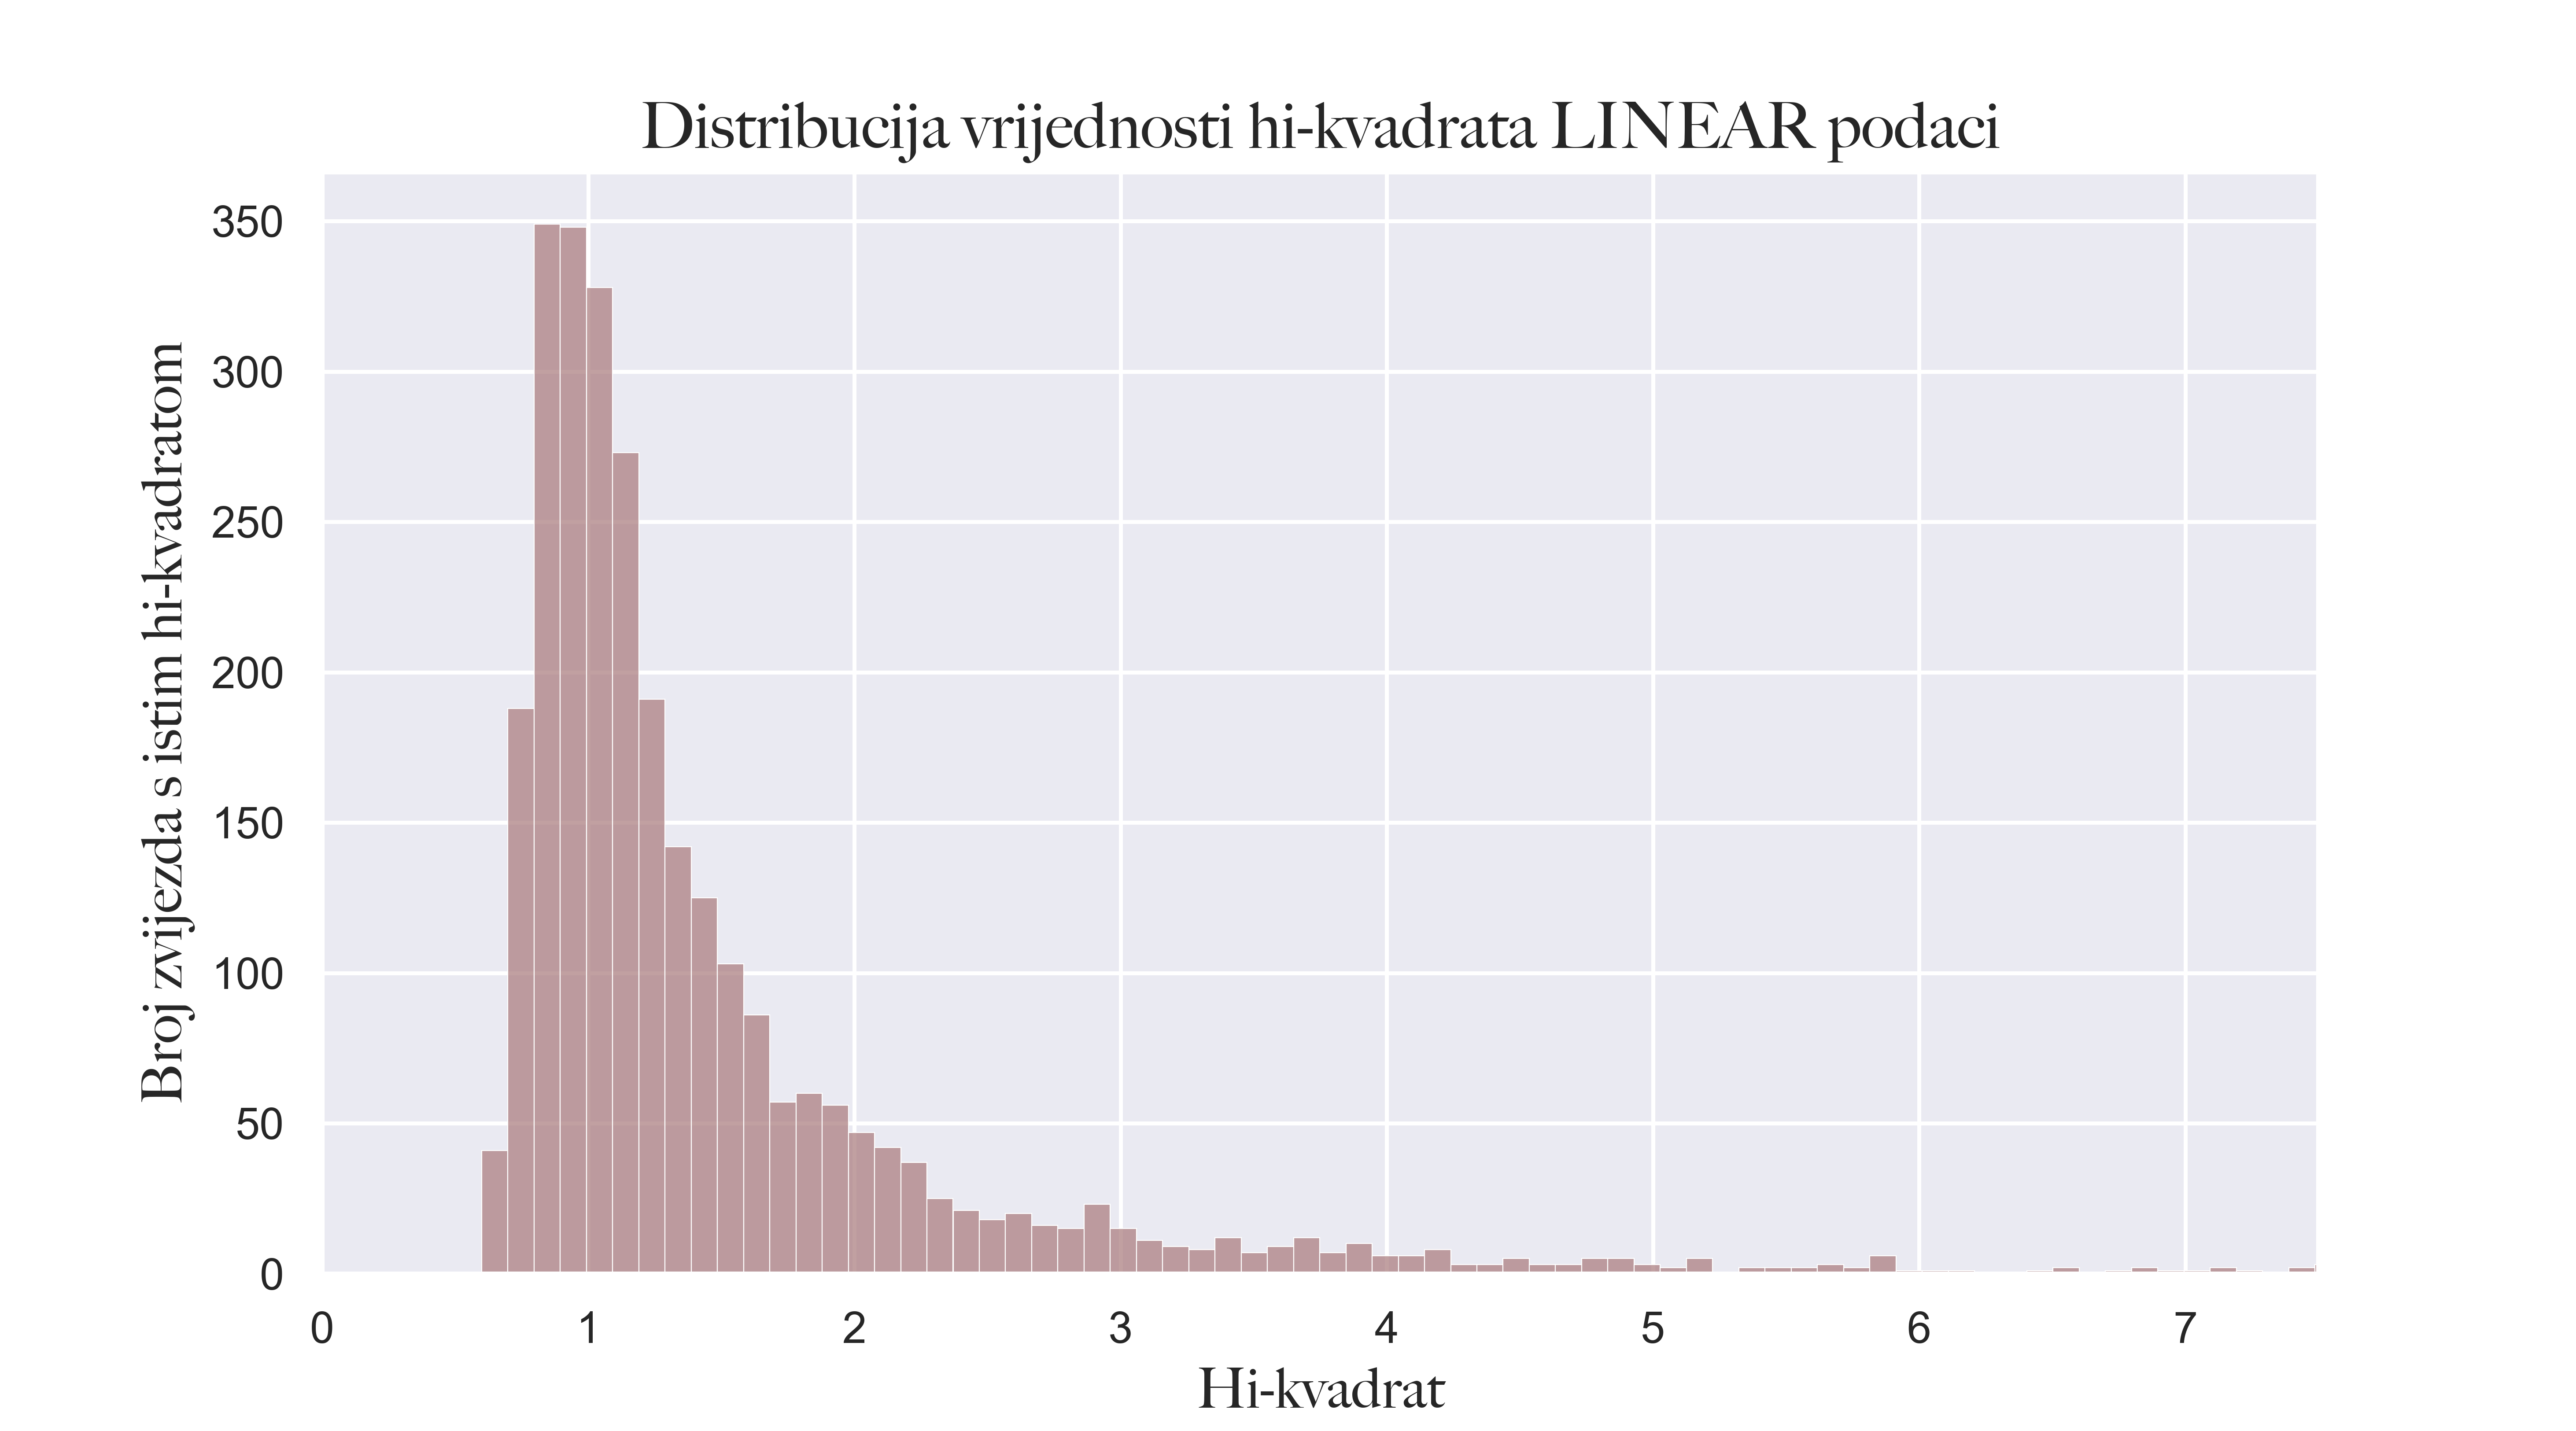 Distribucija vrijednosti hi-kvadrata LINEAR podaci
Broj zvijezda s istim hi-kvadratom
350
300
250
200
150
100
50
0
0 1 2 3 4 5 6 7
Hi-kvadrat